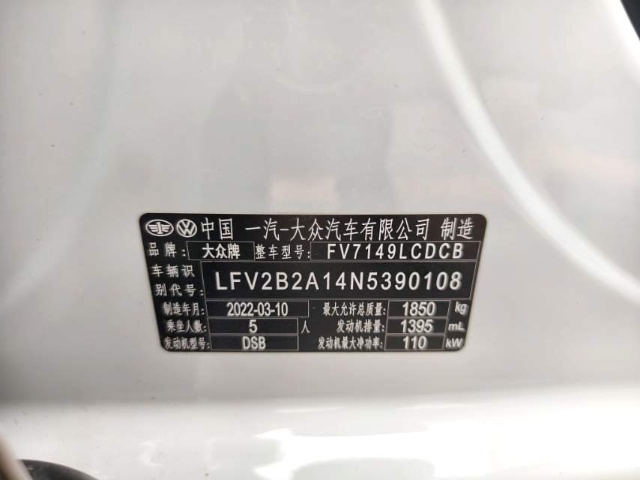 中国 一汽-大众汽车有限公司 制造
品牌: 大众牌 整车型号: FV7149LCDCB
车辆识别代号: LFV2B2A14N5390108
制造年月: 2022-03-10 最大允许总质量: 1850 kg
乘坐人数: 5 人 发动机排量: 1395 mL
发动机型号: DSB 发动机最大净功率: 110 kW